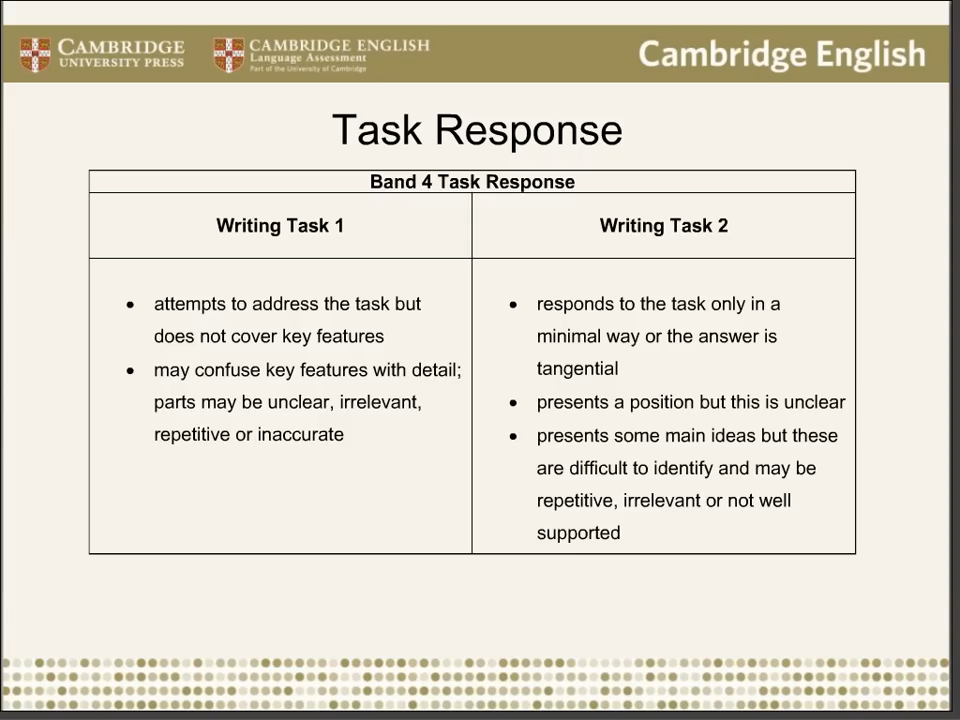 CAMBRIDGE
UNIVERSITY PRESS
CAMBRIDGE ENGLISH
Language Assessment
Part of the University of Cambridge
Cambridge English
Task Response
Band 4 Task Response
Writing Task 1
Writing Task 2
• attempts to address the task but
does not cover key features
• may confuse key features with detail;
parts may be unclear, irrelevant,
repetitive or inaccurate
• responds to the task only in a
minimal way or the answer is
tangential
• presents a position but this is unclear
• presents some main ideas but these
are difficult to identify and may be
repetitive, irrelevant or not well
supported